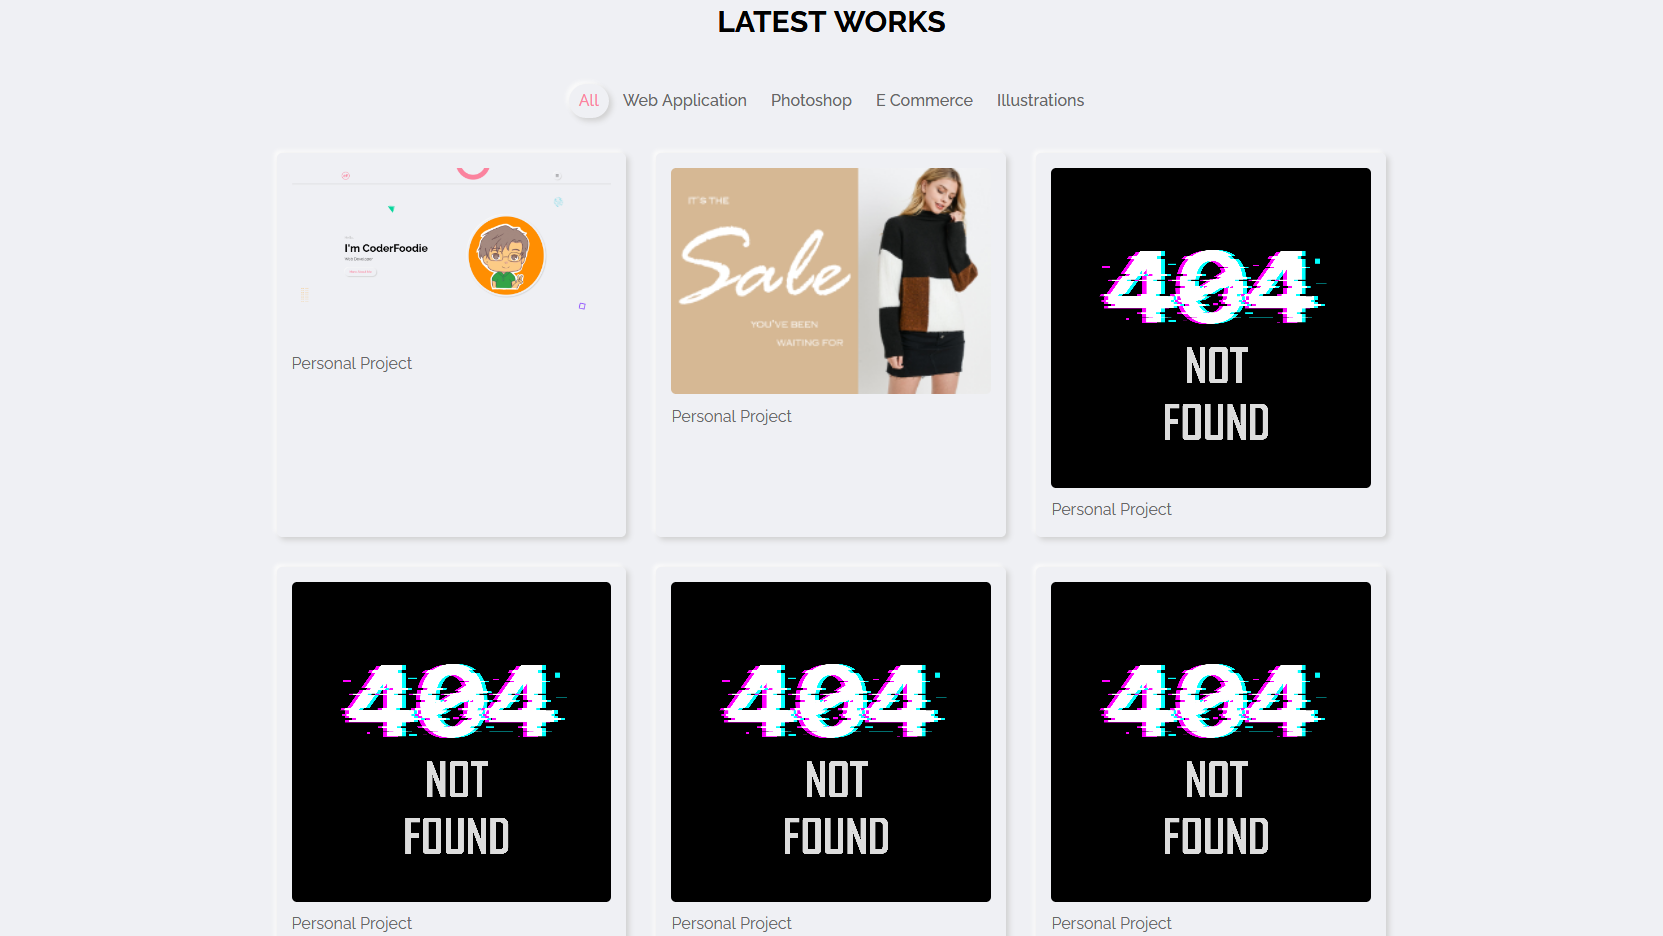 LATEST WORKS
All Web Application Photoshop E Commerce Illustrations
I'm CoderFoodie
Web Developer
Personal Project
IT'S THE
Sale
YOU'VE BEEN
WAITING FOR
Personal Project
404
NOT
FOUND
Personal Project
404
NOT
FOUND
Personal Project
404
NOT
FOUND
Personal Project
404
NOT
FOUND
Personal Project